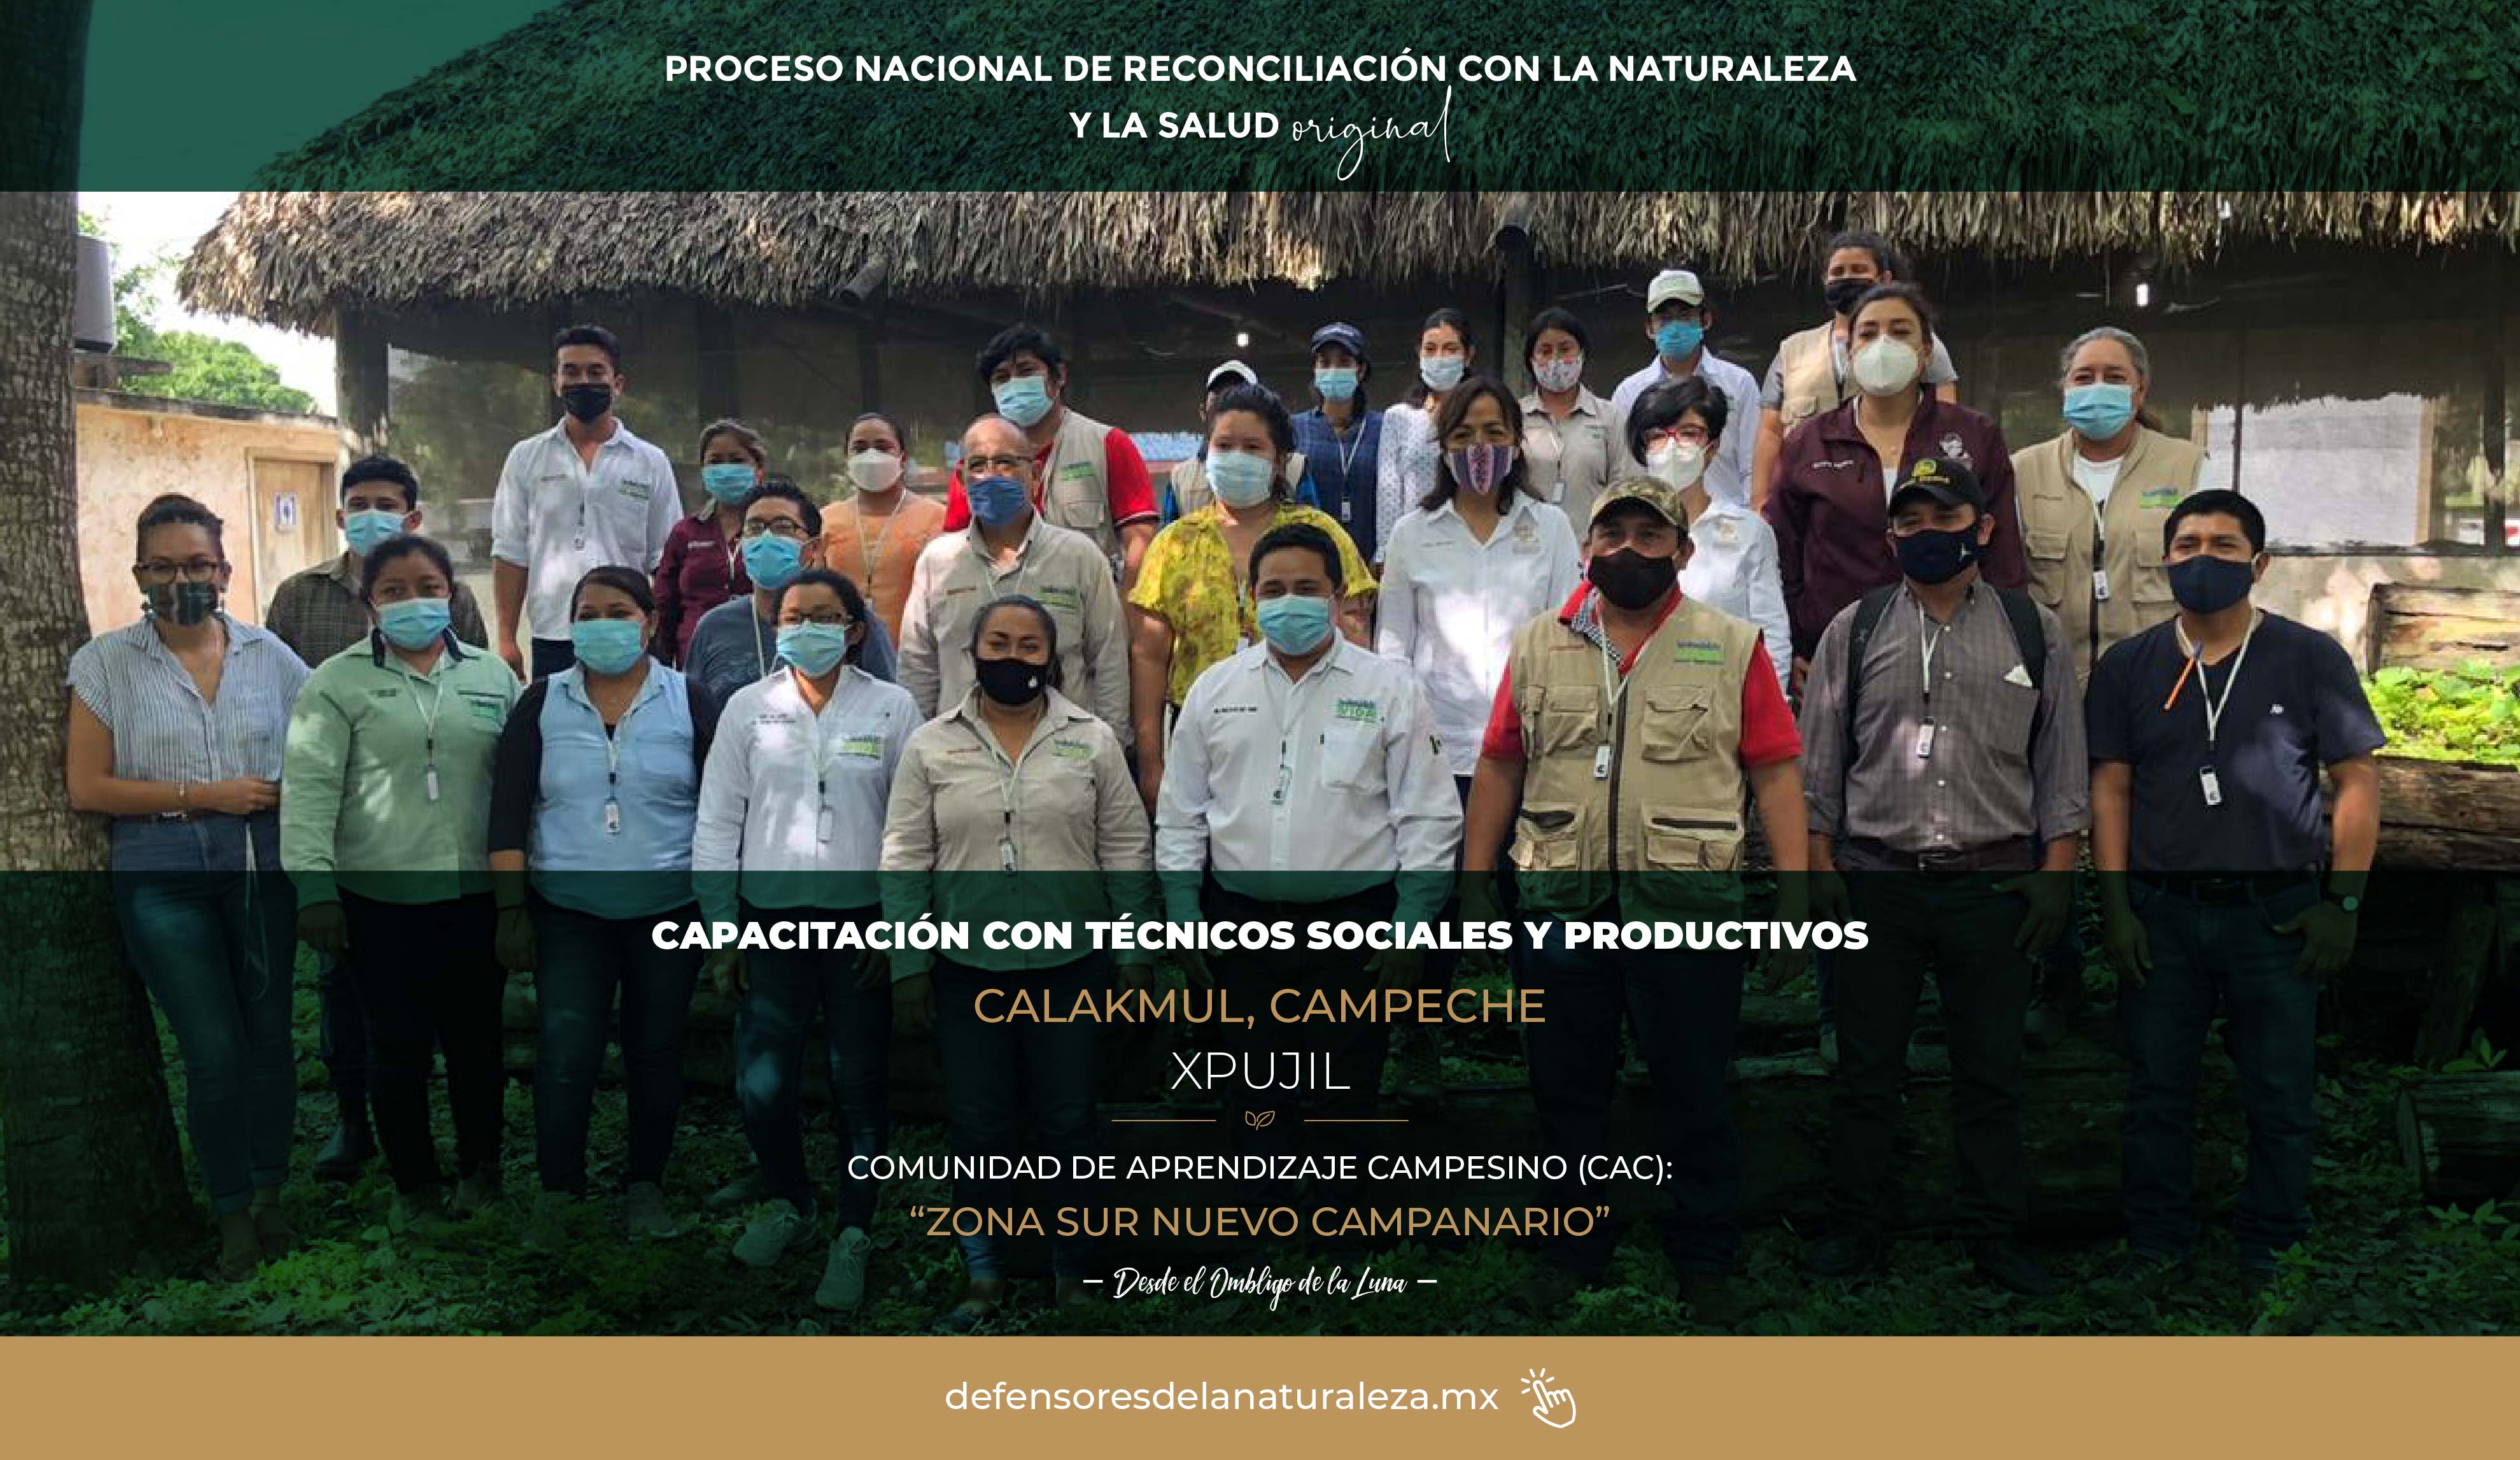 PROCESO NACIONAL DE RECONCILIACIÓN CON LA NATURALEZA
Y LA SALUD original
CAPACITACIÓN CON TÉCNICOS SOCIALES Y PRODUCTIVOS
CALAKMUL, CAMPECHE
XPUJIL
COMUNIDAD DE APRENDIZAJE CAMPESINO (CAC):
“ZONA SUR NUEVO CAMPANARIO”
– Desde el Ombligo de la Luna –
defensoresdelanaturaleza.mx